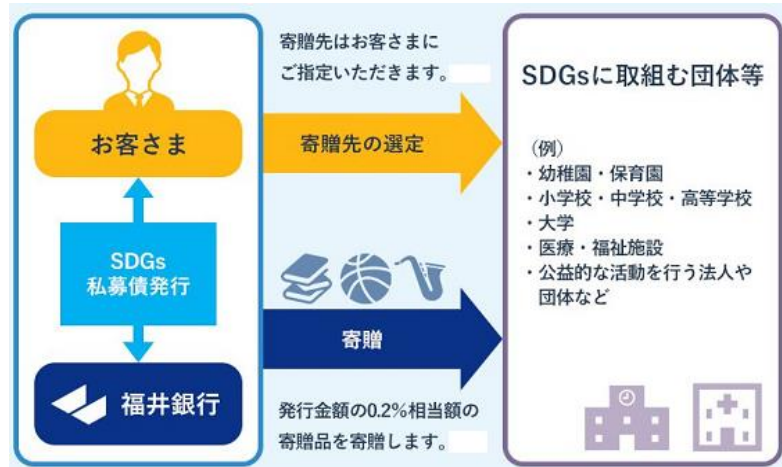 寄贈先はお客さまに
ご指定いただきます。
お客さま
寄贈先の選定
SDGs
私募債発行
寄贈
福井銀行
発行金額の0.2%相当額の
寄贈品を寄贈します。
SDGsに取組む団体等
（例）
・幼稚園・保育園
・小学校・中学校・高等学校
・大学
・医療・福祉施設
・公益的な活動を行う法人や
団体など